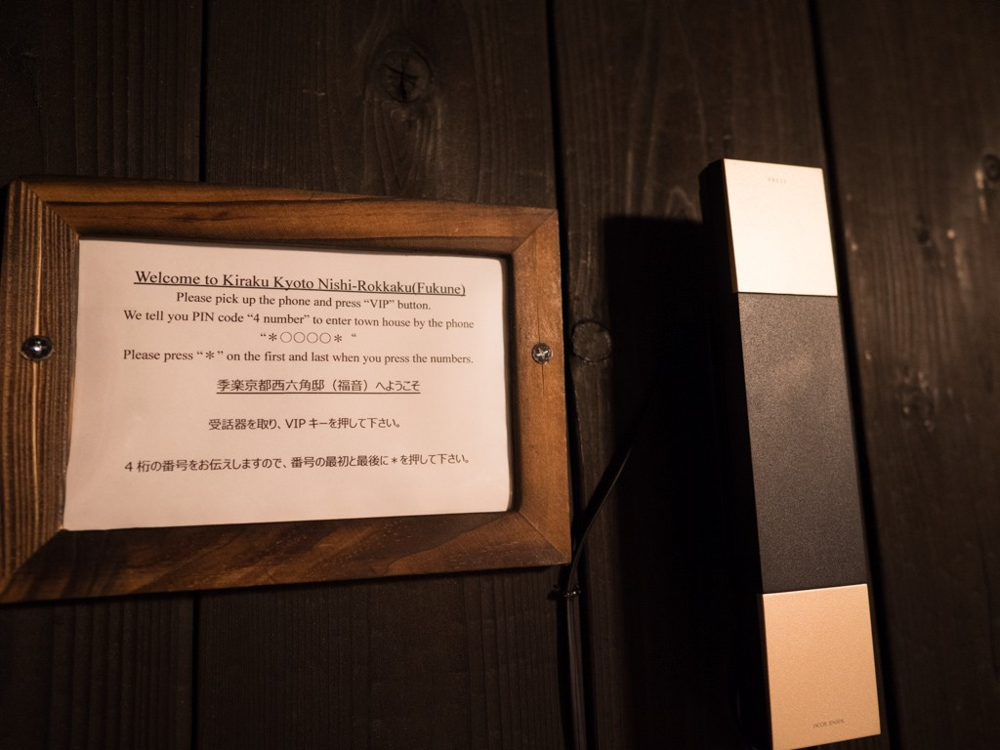 Welcome to Kiraku Kyoto Nishi-Rokkaku(Fukune)
Please pick up the phone and press “VIP” button.
We tell you PIN code “4 number” to enter town house by the phone
“＊○○○○＊ “
Please press “＊” on the first and last when you press the numbers.
季楽京都西六角邸（福音）へようこそ
受話器を取り、VIP キーを押して下さい。
4 桁の番号をお伝えしますので、番号の最初と最後に＊を押して下さい。
PRESS
JACOB JENSEN